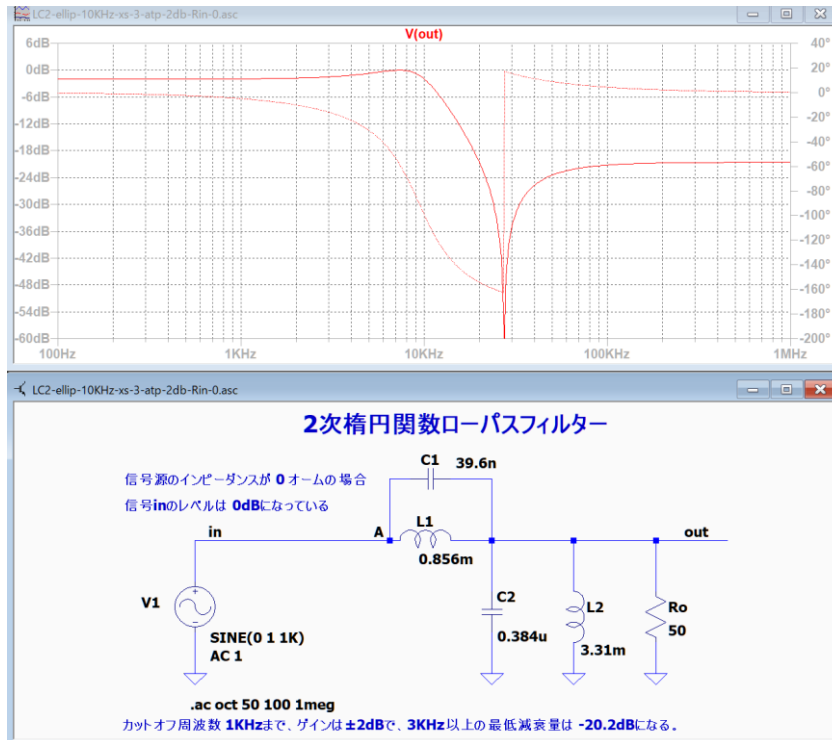 LC2-ellip-10KHz-xs-3-atp-2db-Rin-0.asc
V(out)
6dB
0dB
-6dB
-12dB
-18dB
-24dB
-30dB
-36dB
-42dB
-48dB
-54dB
-60dB
40°
20°
0°
-20°
-40°
-60°
-80°
-100°
-120°
-140°
-160°
-180°
-200°
100Hz 1KHz 10KHz 100KHz 1MHz
LC2-ellip-10KHz-xs-3-atp-2db-Rin-0.asc
2次楕円関数ローパスフィルター
信号源のインピーダンスが 0 オームの場合
信号inのレベルは 0dBになっている
C1 39.6n
in
A
L1
0.856m
out
V1
SINE(0 1 1K)
AC 1
C2
0.384u
L2
3.31m
Ro
50
.ac oct 50 100 1meg
カットオフ周波数 1KHzまで、ゲインは±2dBで、3KHz以上の最低減衰量は -20.2dBになる。